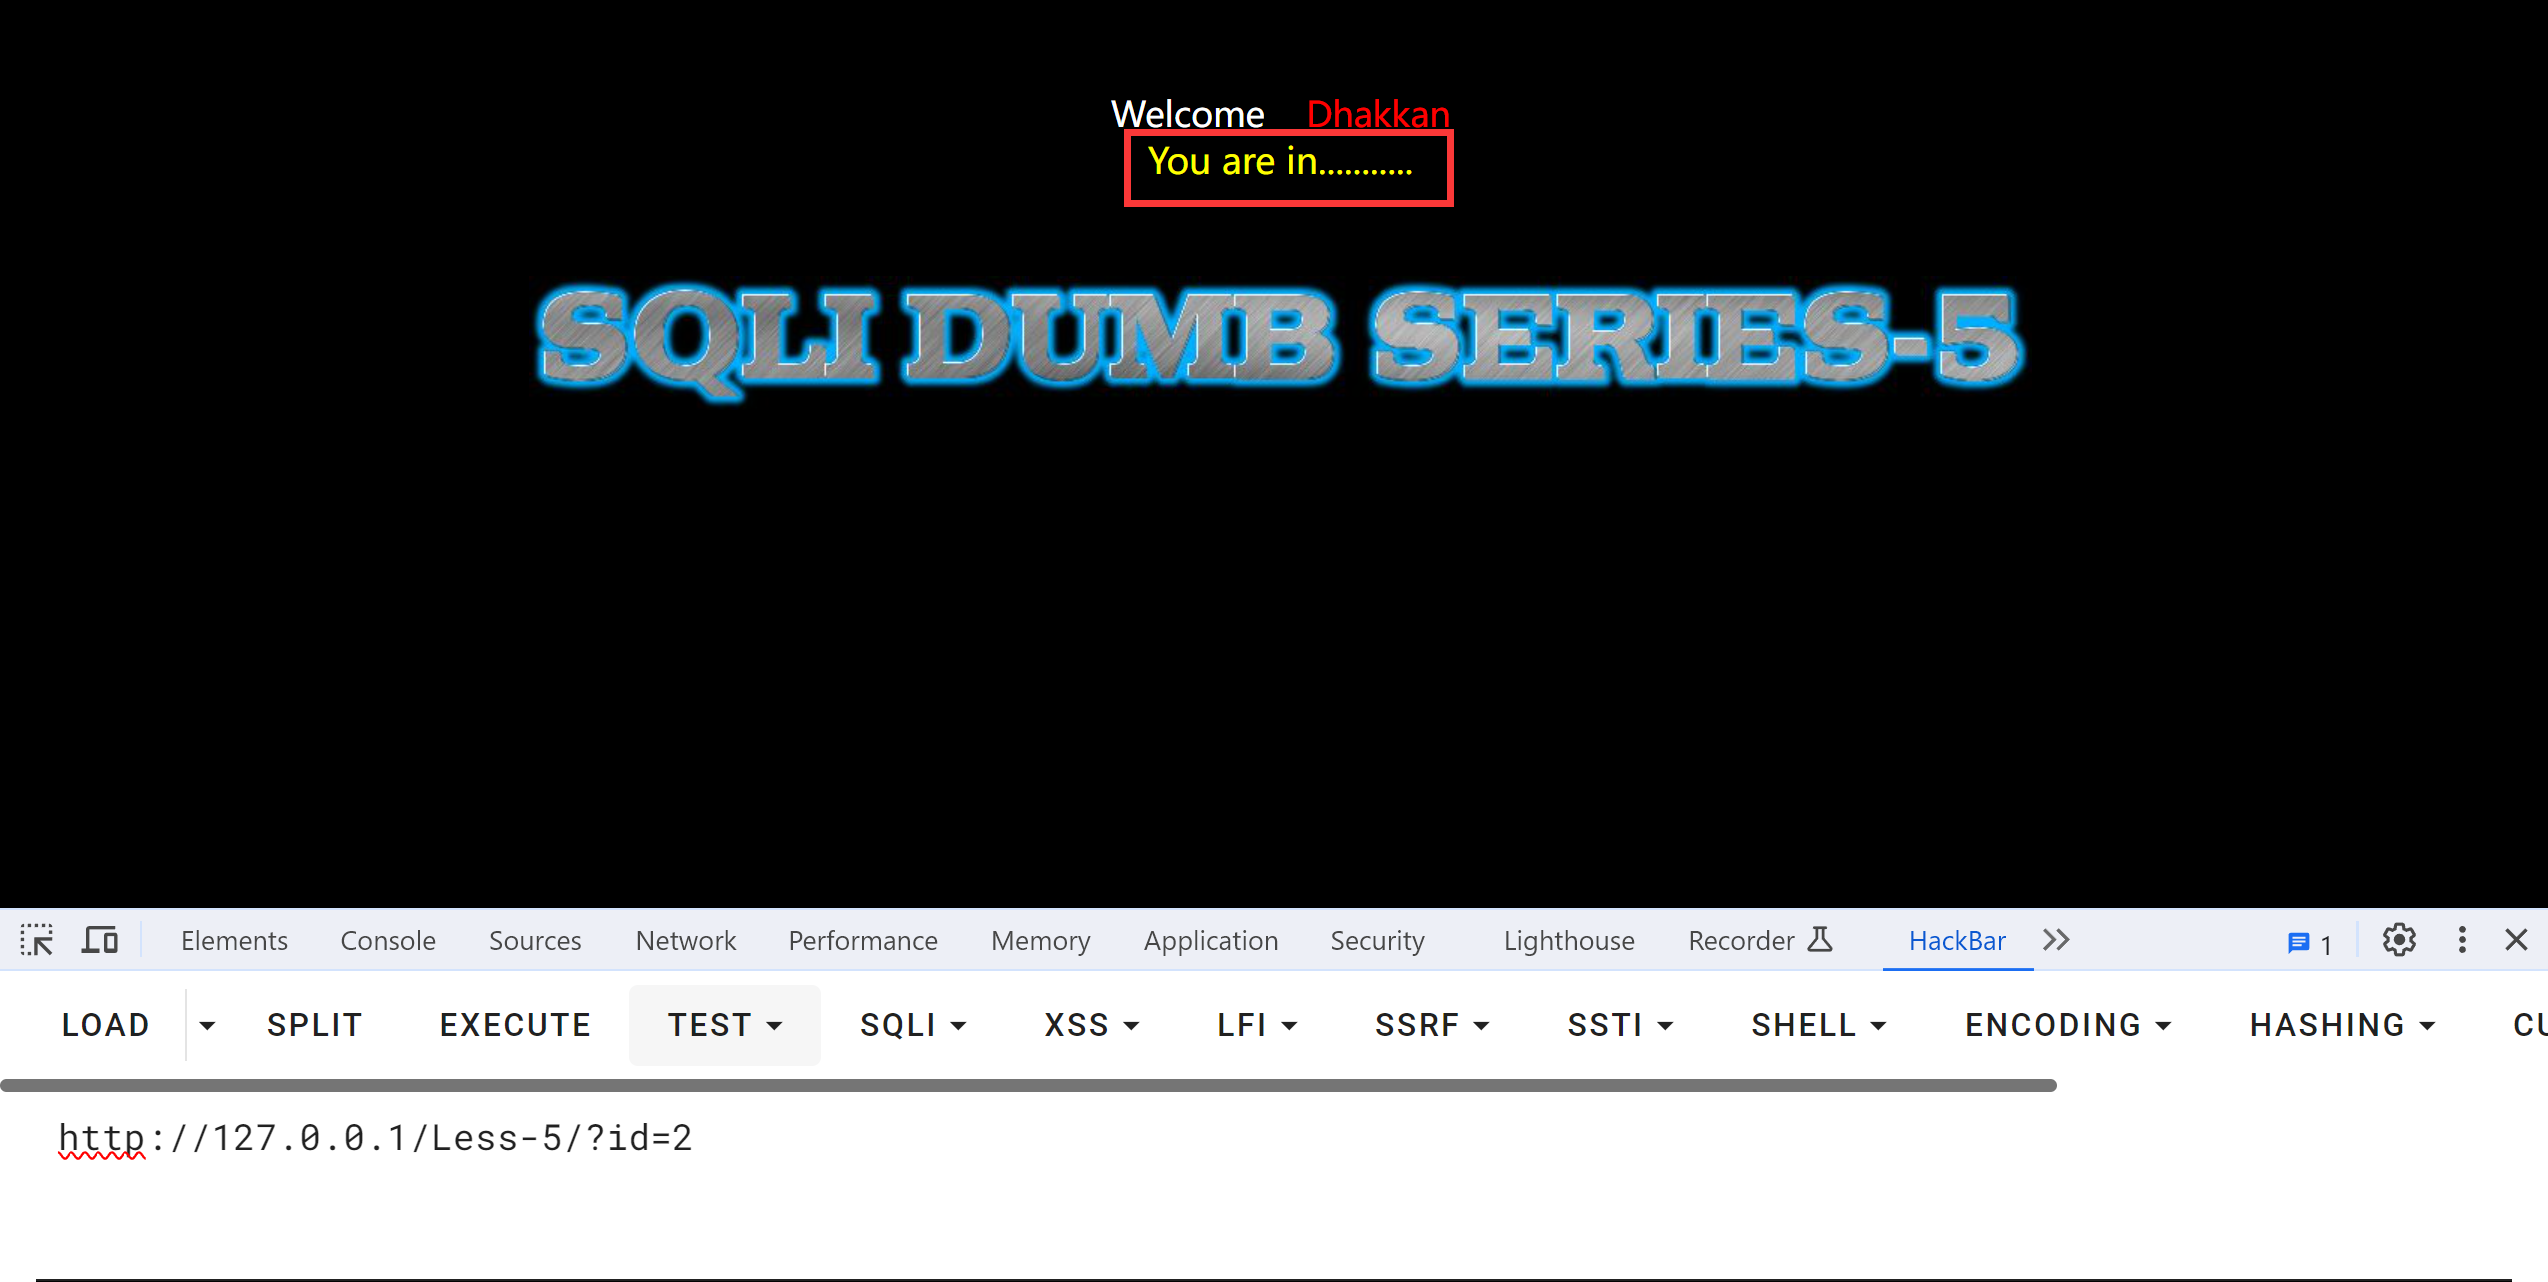 Welcome Dhakkan
You are in...........
SQLI DUMB SERIES-5
Elements Console Sources Network Performance Memory Application Security Lighthouse Recorder HackBar 1
LOAD SPLIT EXECUTE TEST SQLI XSS LFI SSRF SSTI SHELL ENCODING HASHING CU
http://127.0.0.1/Less-5/?id=2